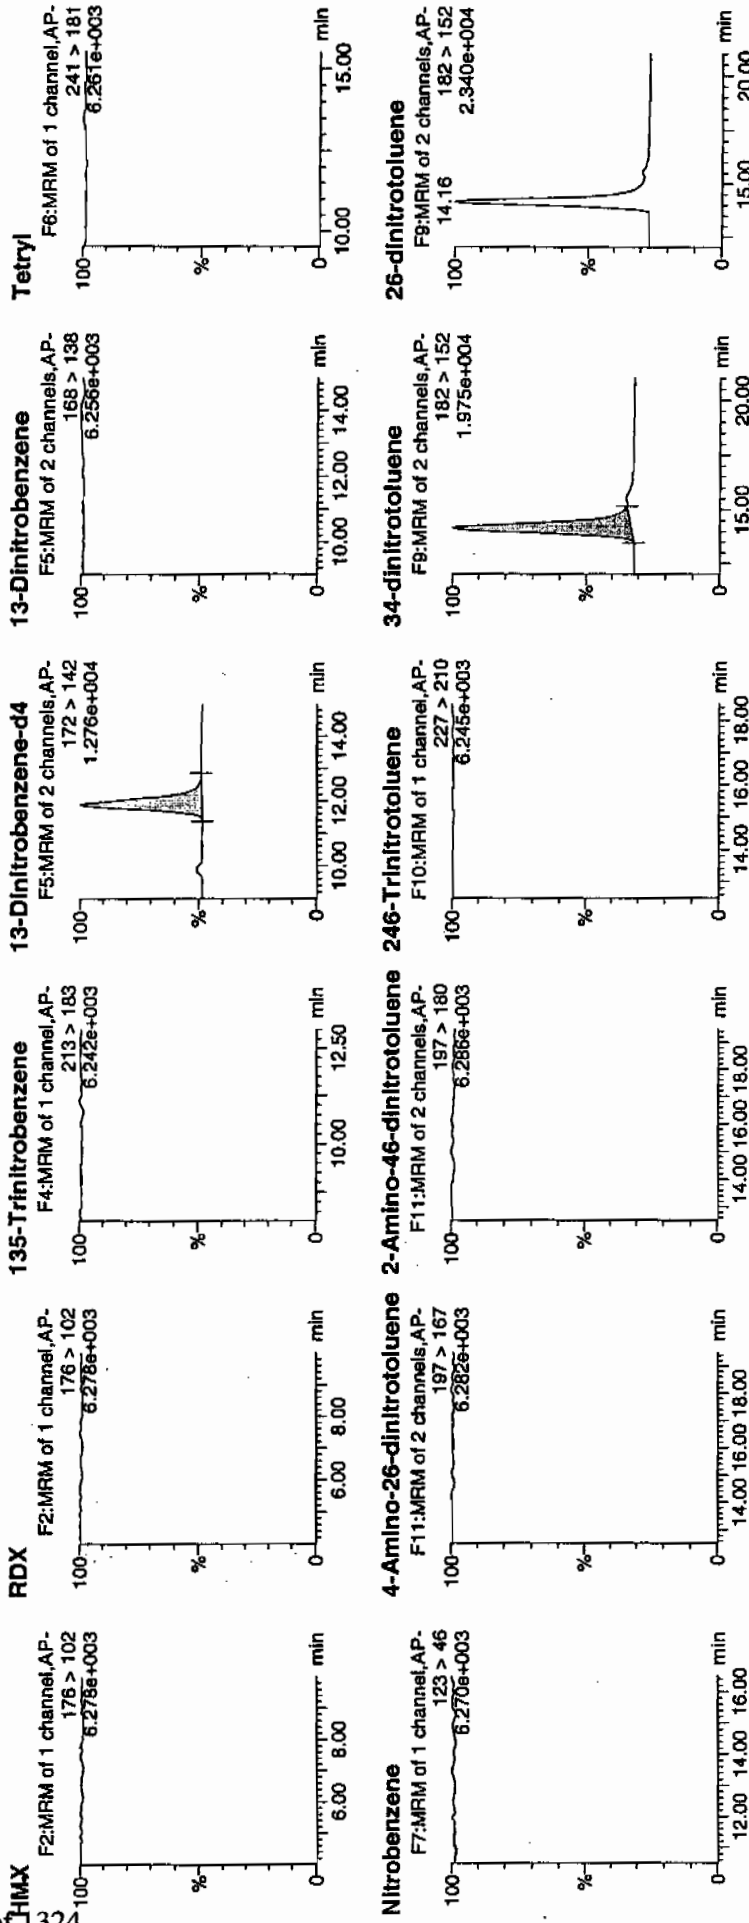 HMX
F2:MRM of 1 channel,AP-
176 > 102
6.278e+003
100
%
0
6.00 8.00
min
RDX
F2:MRM of 1 channel,AP-
176 > 102
6.278e+003
100
%
0
6.00 8.00
min
135-Trinitrobenzene
F4:MRM of 1 channel,AP-
213 > 183
6.242e+003
100
%
0
10.00 12.50
min
13-Dinitrobenzene-d4
F5:MRM of 2 channels,AP-
172 > 142
1.276e+004
100
%
0
10.00 12.00 14.00
min
13-Dinitrobenzene
F5:MRM of 2 channels,AP-
168 > 138
6.256e+003
100
%
0
10.00 12.00 14.00
min
Tetryl
F6:MRM of 1 channel,AP-
241 > 181
6.261e+003
100
%
0
10.00 15.00
min
Nitrobenzene
F7:MRM of 1 channel,AP-
123 > 46
6.270e+003
100
%
0
12.00 14.00 16.00
min
4-Amino-26-dinitrotoluene
F11:MRM of 2 channels,AP-
197 > 167
6.282e+003
100
%
0
14.00 16.00 18.00
min
2-Amino-46-dinitrotoluene
F11:MRM of 2 channels,AP-
197 > 180
6.286e+003
100
%
0
14.00 16.00 18.00
min
246-Trinitrotoluene
F10:MRM of 1 channel,AP-
227 > 210
6.245e+003
100
%
0
14.00 16.00 18.00
min
34-dinitrotoluene
F9:MRM of 2 channels,AP-
182 > 152
1.975e+004
100
%
0
15.00 20.00
min
26-dinitrotoluene
F9:MRM of 2 channels,AP-
14.16
182 > 152
2.340e+004
100
%
0
15.00 20.00
min